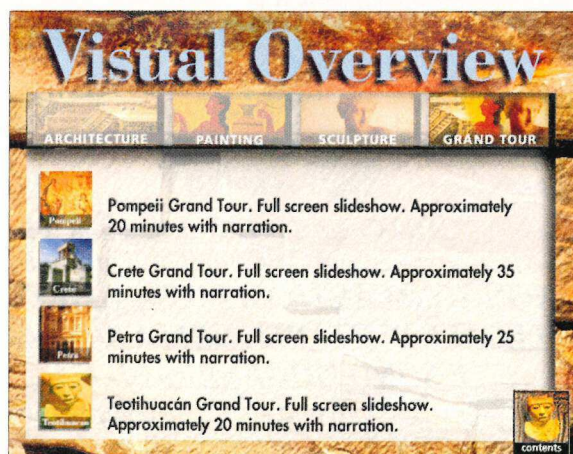 Visual Overview
ARCHITECTURE PAINTING SCULPTURE GRAND TOUR
Pompeii
Pompeii Grand Tour. Full screen slideshow. Approximately
20 minutes with narration.
Crete
Crete Grand Tour. Full screen slideshow. Approximately 35
minutes with narration.
Petra
Petra Grand Tour. Full screen slideshow. Approximately 25
minutes with narration.
Teotihuacan
Teotihuacán Grand Tour. Full screen slideshow.
Approximately 20 minutes with narration.
contents